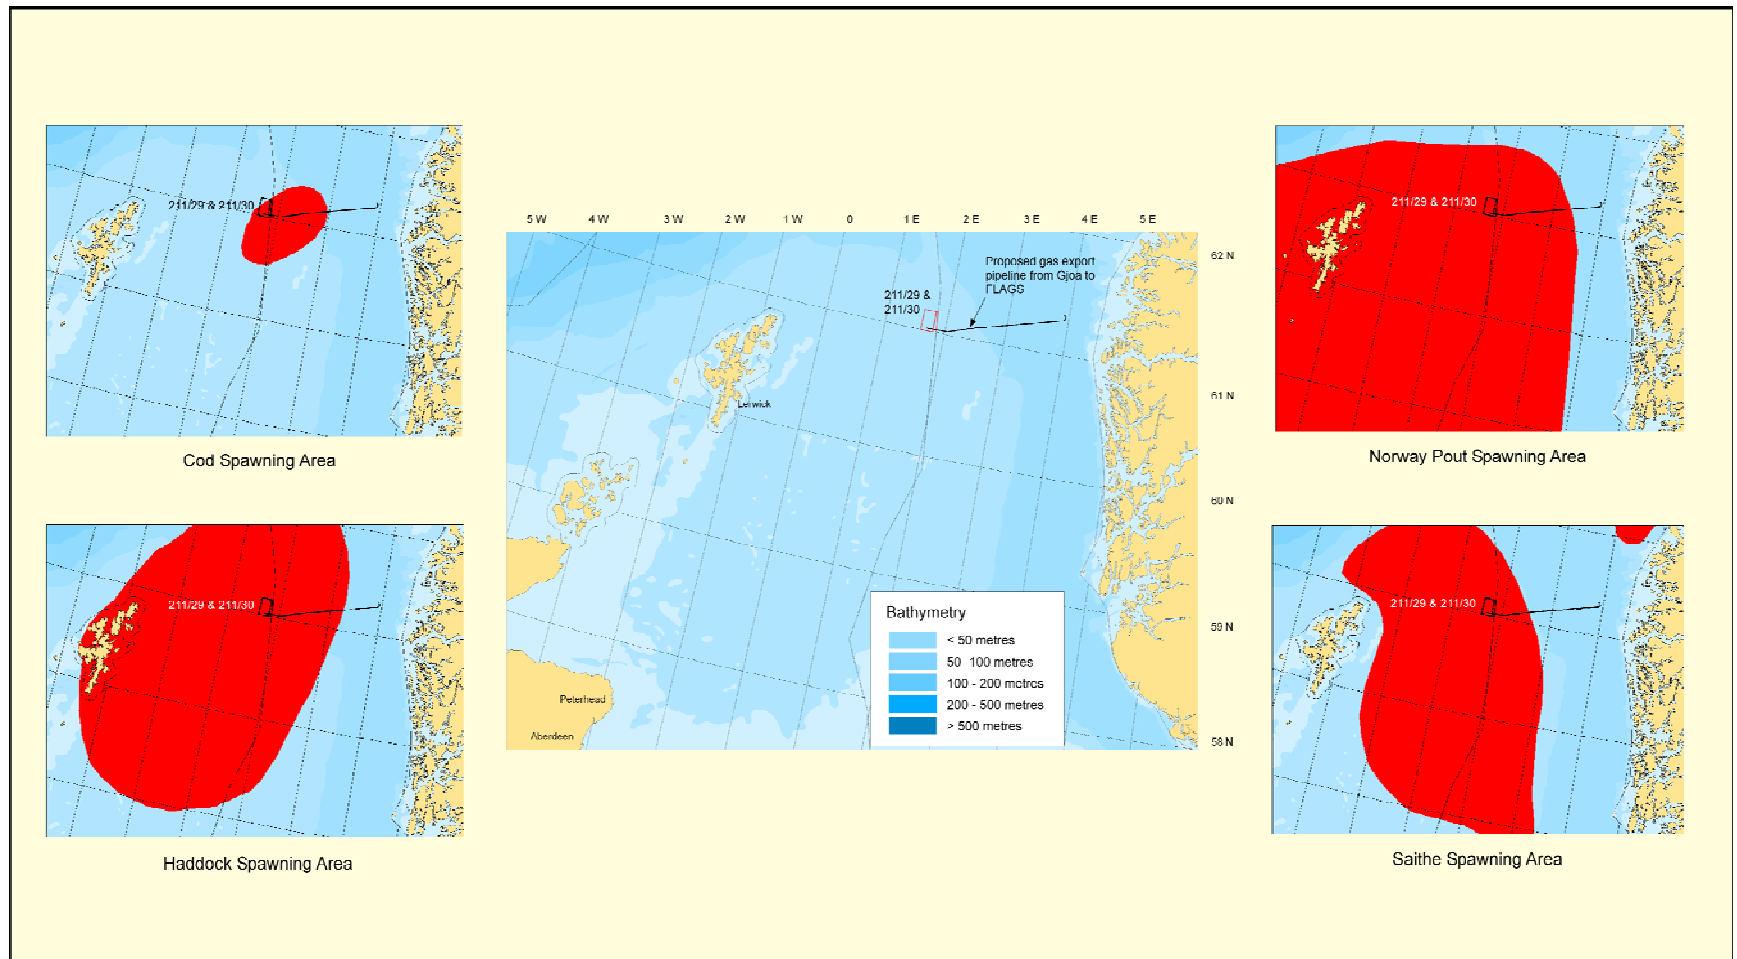 211/29 & 211/30
Cod Spawning Area
211/29 & 211/30
Haddock Spawning Area
5 W 4 W 3 W 2 W 1 W 0 1 E 2 E 3 E 4 E 5 E
62 N
61 N
60 N
59 N
58 N
Proposed gas export
pipeline from Gjoa to
FLAGS
211/29 &
211/30
Lerwick
Peterhead
Aberdeen
Bathymetry
< 50 metres
50 - 100 metres
100 - 200 metres
200 - 500 metres
> 500 metres
211/29 & 211/30
Norway Pout Spawning Area
211/29 & 211/30
Saithe Spawning Area